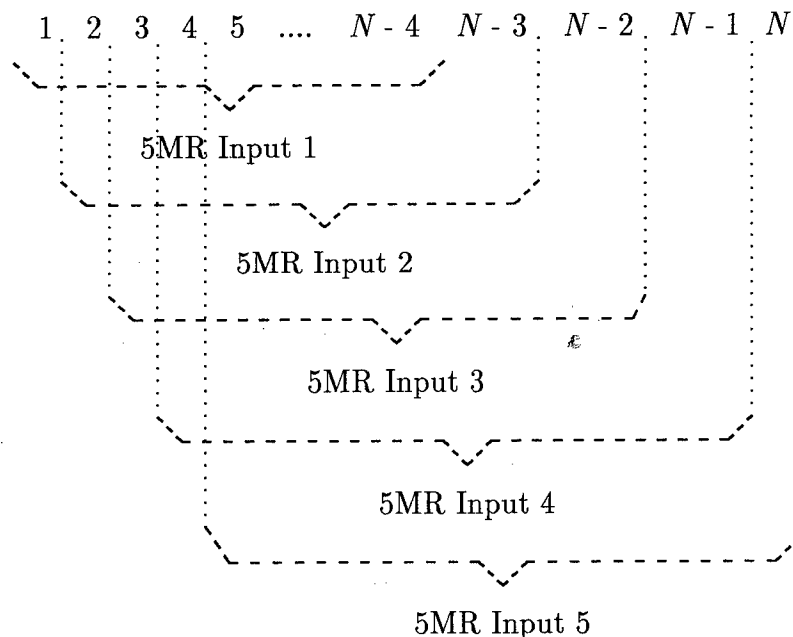 1 2 3 4 5 .... N - 4 N - 3 N - 2 N - 1 N
5MR Input 1
5MR Input 2
5MR Input 3
5MR Input 4
5MR Input 5